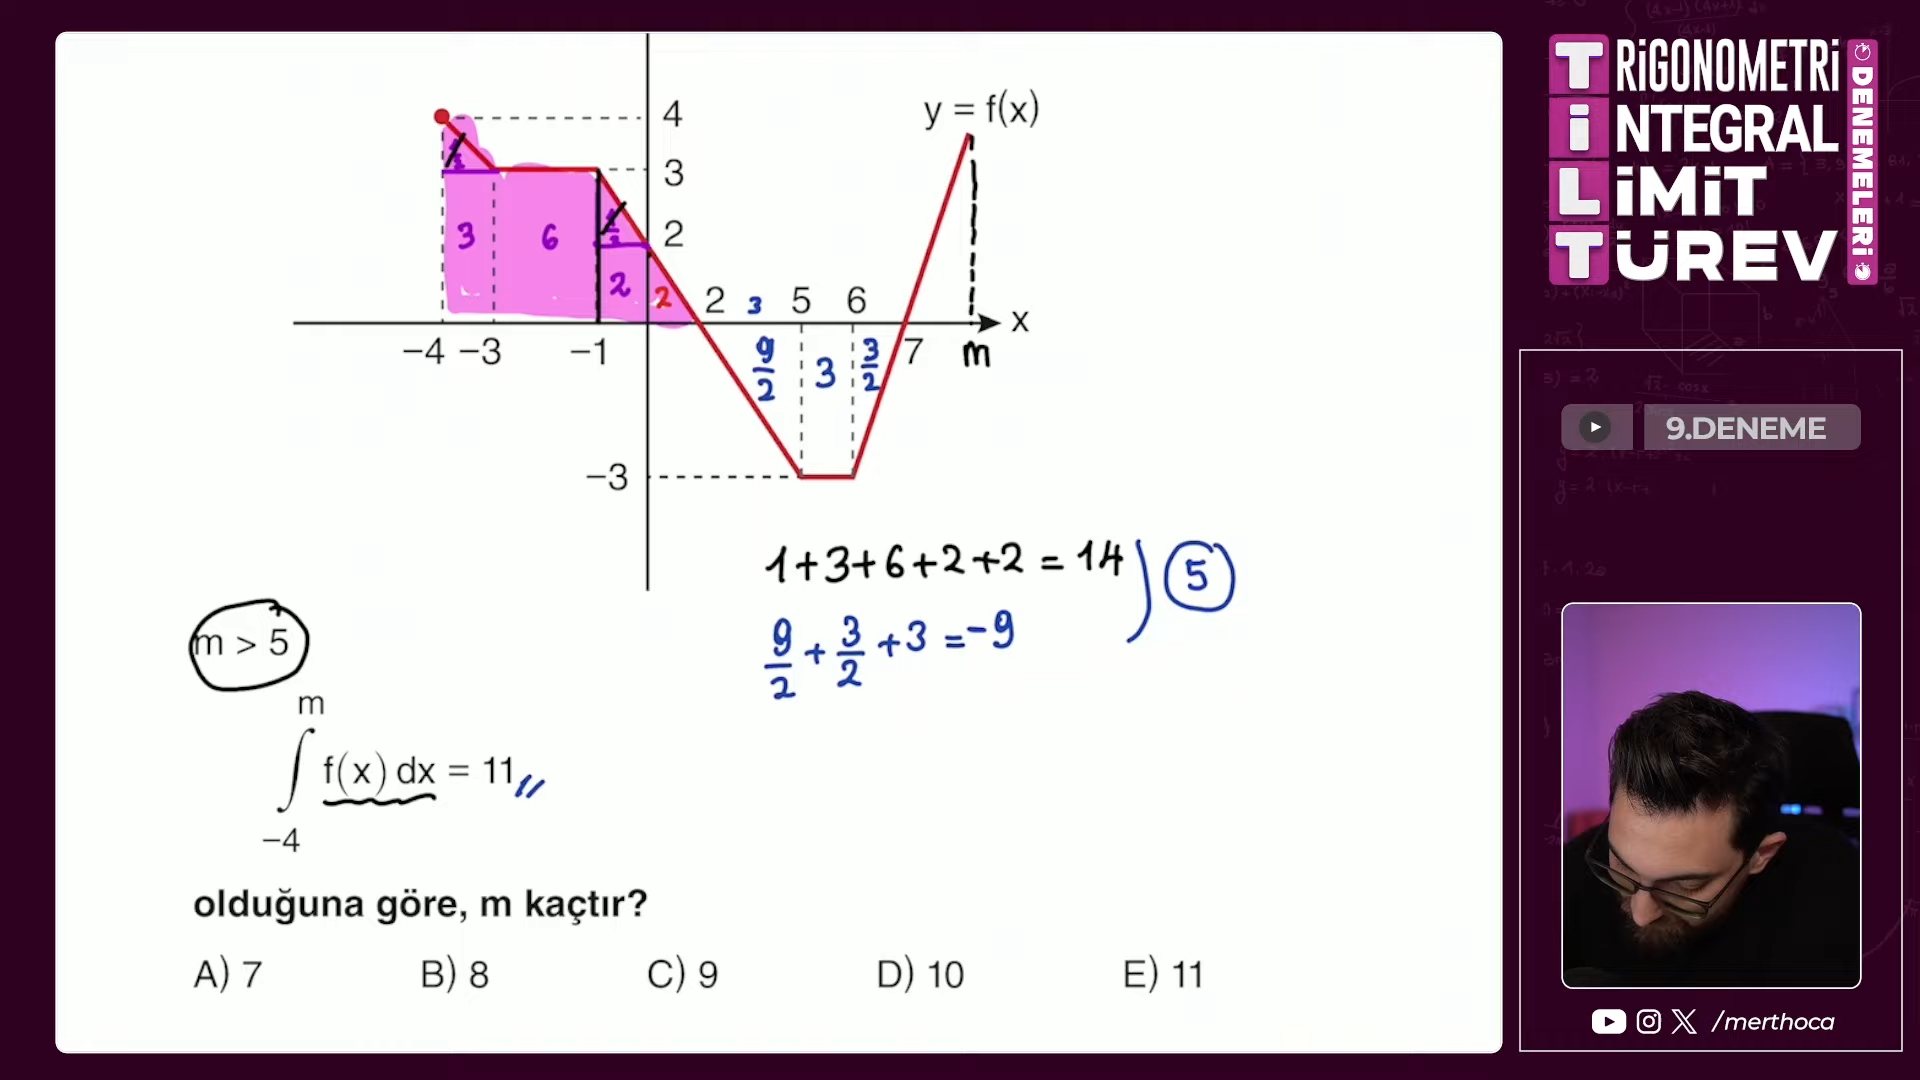 4
y = f(x)
3
3
6
2
2
2
2
3
5
6
x
−4
−3
−1
9/2
3
3/2
7
m
−3
1+3+6+2+2 = 14
5
9/2 + 3/2 + 3 = -9
m > 5
m
∫ f(x) dx = 11
−4
olduğuna göre, m kaçtır?
A) 7 B) 8 C) 9 D) 10 E) 11
TRİGONOMETRİ
İNTEGRAL
LİMİT
TÜREV
DENEMELERİ
9.DENEME
/merthoca